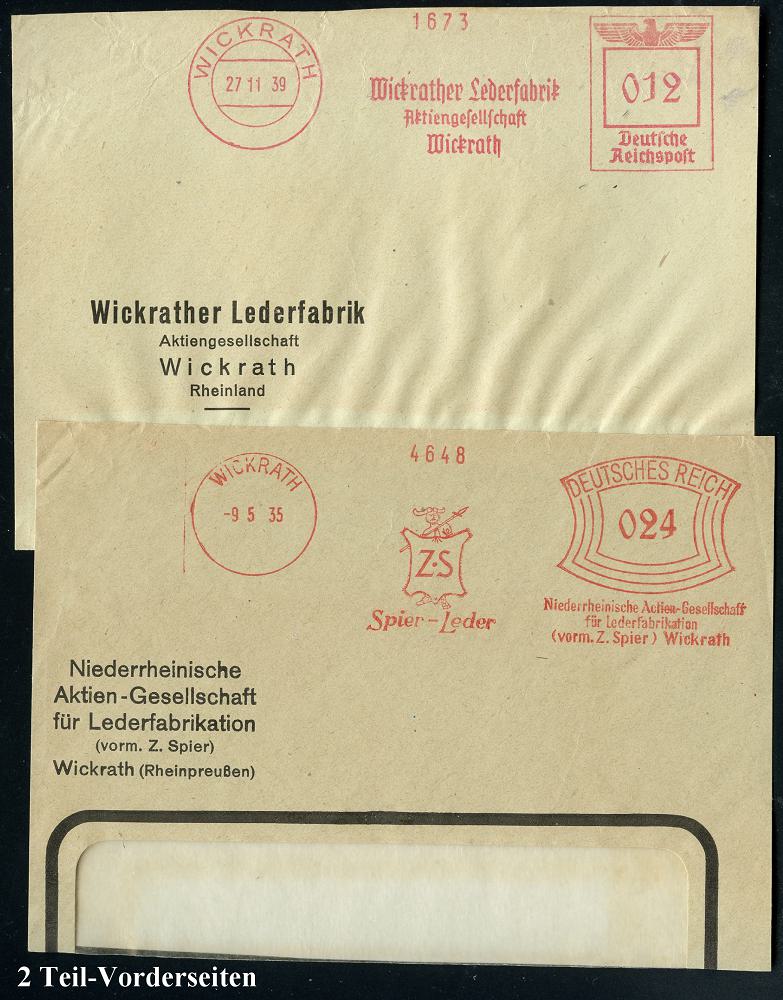 1673
WICKRATH
27 11 39
Wickrather Lederfabrik
Aktiengesellschaft
Wickrath
012
Deutsche
Reichspost
Wickrather Lederfabrik
Aktiengesellschaft
Wickrath
Rheinland
4648
WICKRATH
-9 5 35
Z·S
Spier-Leder
DEUTSCHES REICH
024
Niederrheinische Actien-Gesellschaft
für Lederfabrikation
(vorm. Z. Spier) Wickrath
Niederrheinische
Aktien-Gesellschaft
für Lederfabrikation
(vorm. Z. Spier)
Wickrath (Rheinpreußen)
2 Teil-Vorderseiten